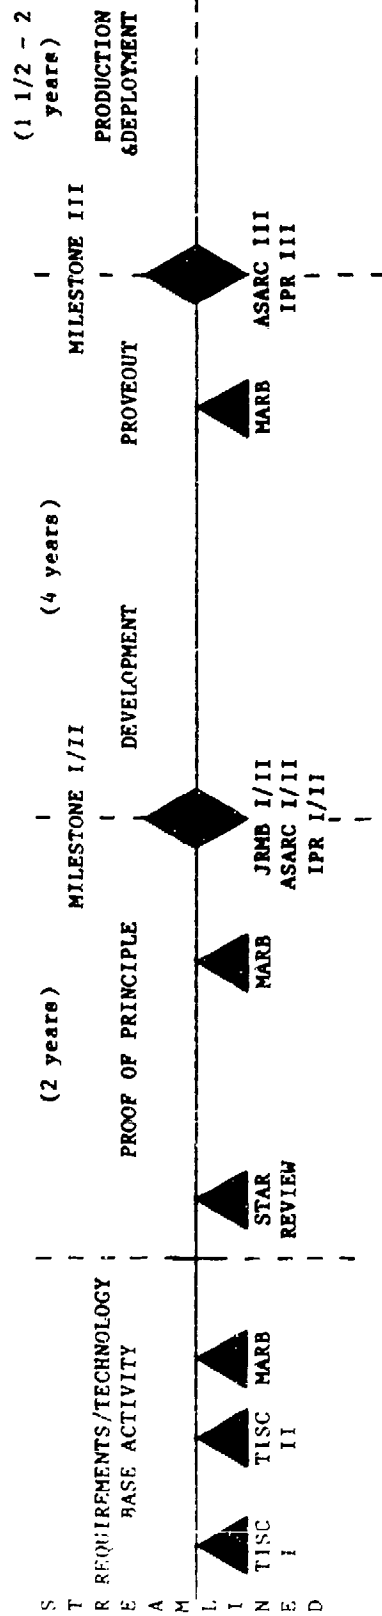 STREAMLINED
REQUIREMENTS/TECHNOLOGY
BASE ACTIVITY
TISC
I
TISC
II
MARB
(2 years)
PROOF OF PRINCIPLE
STAR
REVIEW
MARB
MILESTONE I/II
JRMB I/II
ASARC I/II
IPR I/II
(4 years)
DEVELOPMENT
PROVEOUT
MARB
MILESTONE III
ASARC III
IPR III
(1 1/2 - 2
years)
PRODUCTION
&DEPLOYMENT